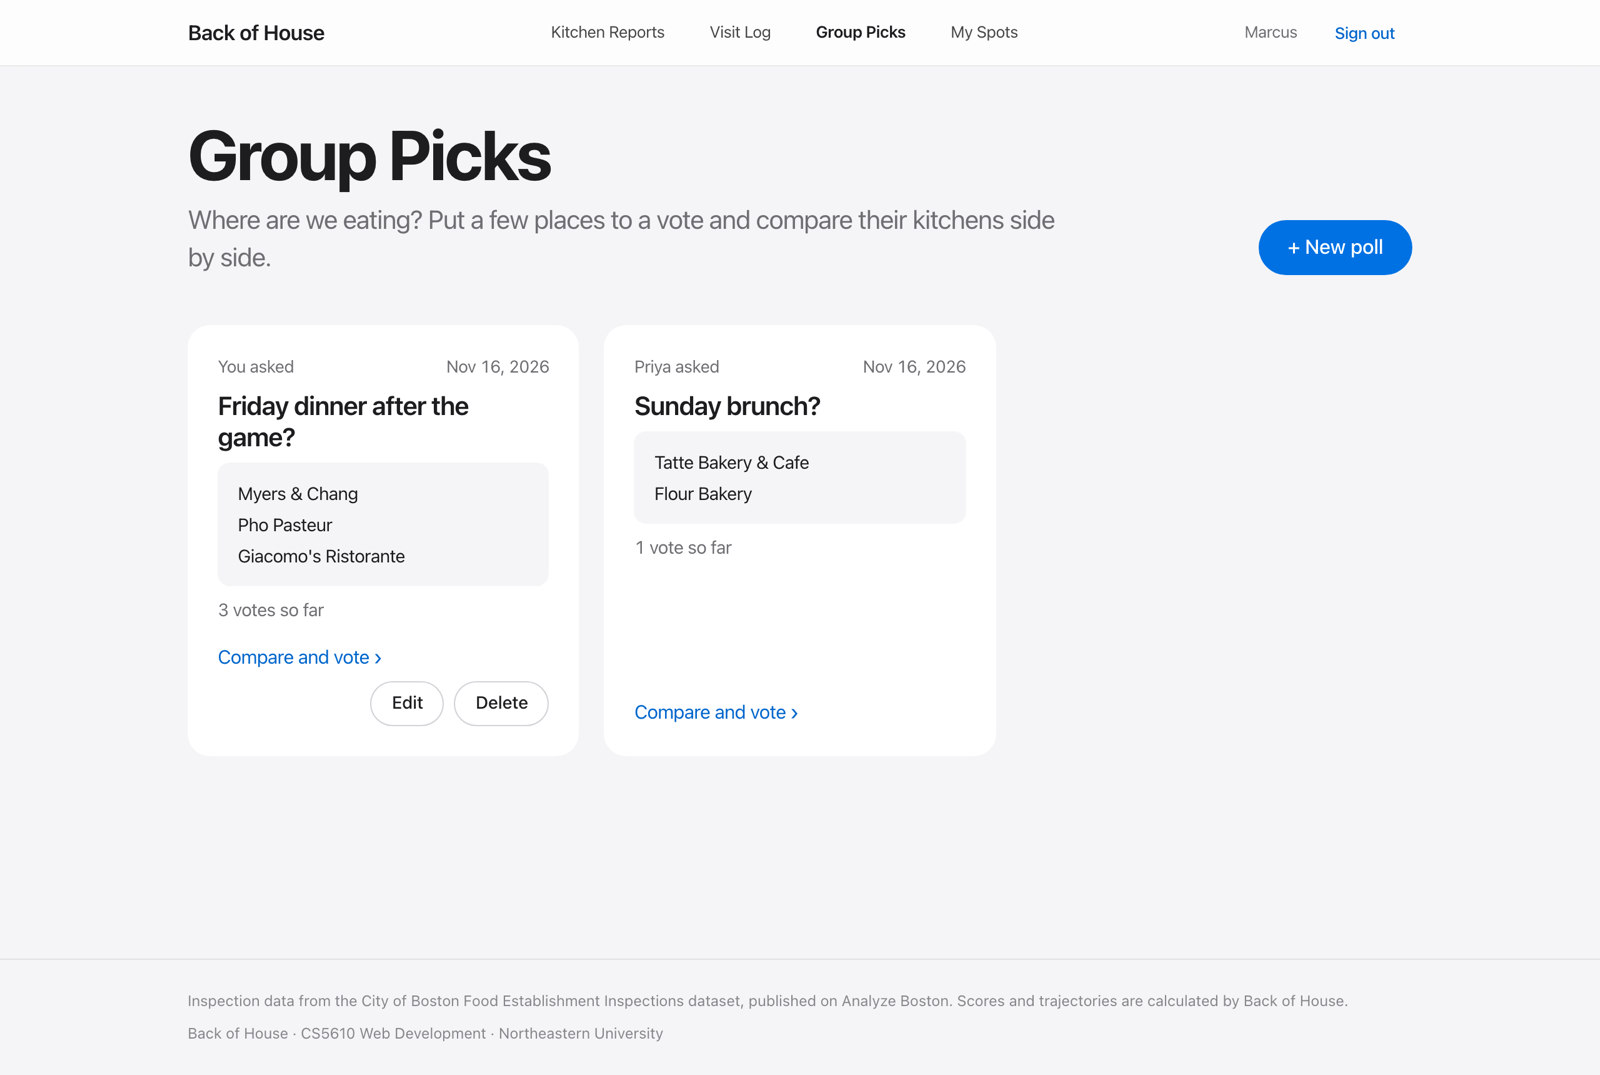 Back of House
Kitchen Reports
Visit Log
Group Picks
My Spots
Marcus
Sign out
Group Picks
Where are we eating? Put a few places to a vote and compare their kitchens side
by side.
+ New poll
You asked
Nov 16, 2026
Friday dinner after the
game?
Myers & Chang
Pho Pasteur
Giacomo's Ristorante
3 votes so far
Compare and vote ›
Edit
Delete
Priya asked
Nov 16, 2026
Sunday brunch?
Tatte Bakery & Cafe
Flour Bakery
1 vote so far
Compare and vote ›
Inspection data from the City of Boston Food Establishment Inspections dataset, published on Analyze Boston. Scores and trajectories are calculated by Back of House.
Back of House · CS5610 Web Development · Northeastern University